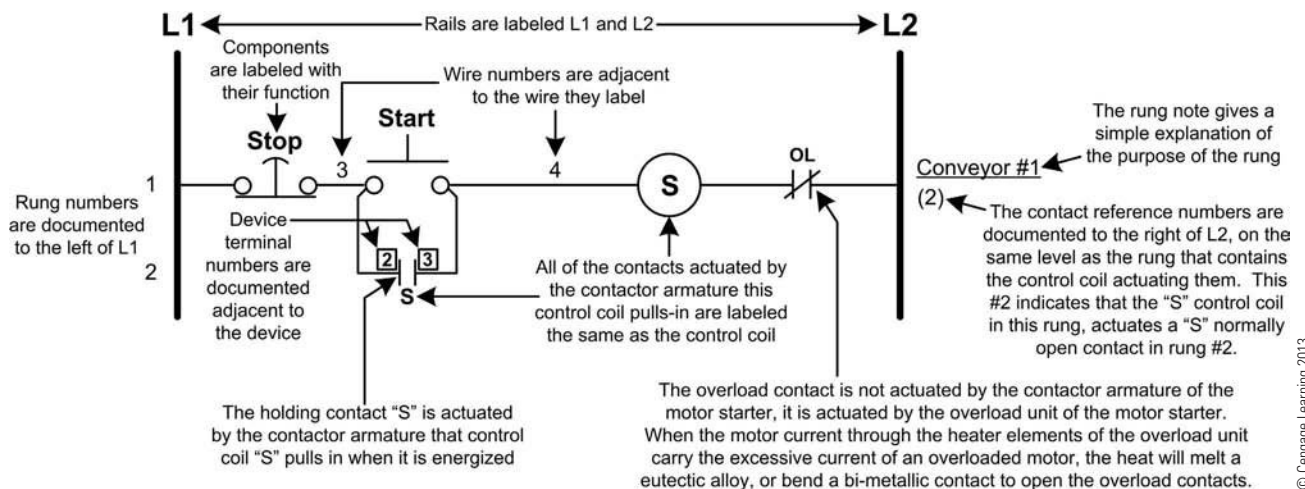 L1
Rails are labeled L1 and L2
L2
Components
are labeled with
their function
Wire numbers are adjacent
to the wire they label
Stop
3
Start
4
S
OL
1
Rung numbers
are documented
to the left of L1
2
Device
terminal
numbers are
documented
adjacent to
the device
2
3
S
All of the contacts actuated by
the contactor armature this
control coil pulls-in are labeled
the same as the control coil
The rung note gives a
simple explanation of
the purpose of the rung
Conveyor #1
(2)
The contact reference numbers are
documented to the right of L2, on the
same level as the rung that contains
the control coil actuating them. This
#2 indicates that the “S” control coil
in this rung, actuates a “S” normally
open contact in rung #2.
The holding contact “S” is actuated
by the contactor armature that control
coil “S” pulls in when it is energized
The overload contact is not actuated by the contactor armature of the
motor starter, it is actuated by the overload unit of the motor starter.
When the motor current through the heater elements of the overload unit
carry the excessive current of an overloaded motor, the heat will melt a
eutectic alloy, or bend a bi-metallic contact to open the overload contacts.
© Cengage Learning 2013